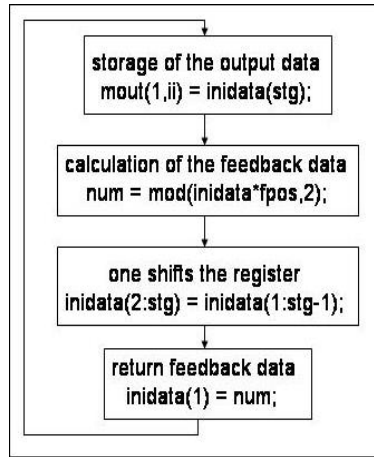 storage of the output data
mout(1,ii) = inidata(stg);
calculation of the feedback data
num = mod(inidata*fpos,2);
one shifts the register
inidata(2:stg) = inidata(1:stg-1);
return feedback data
inidata(1) = num;